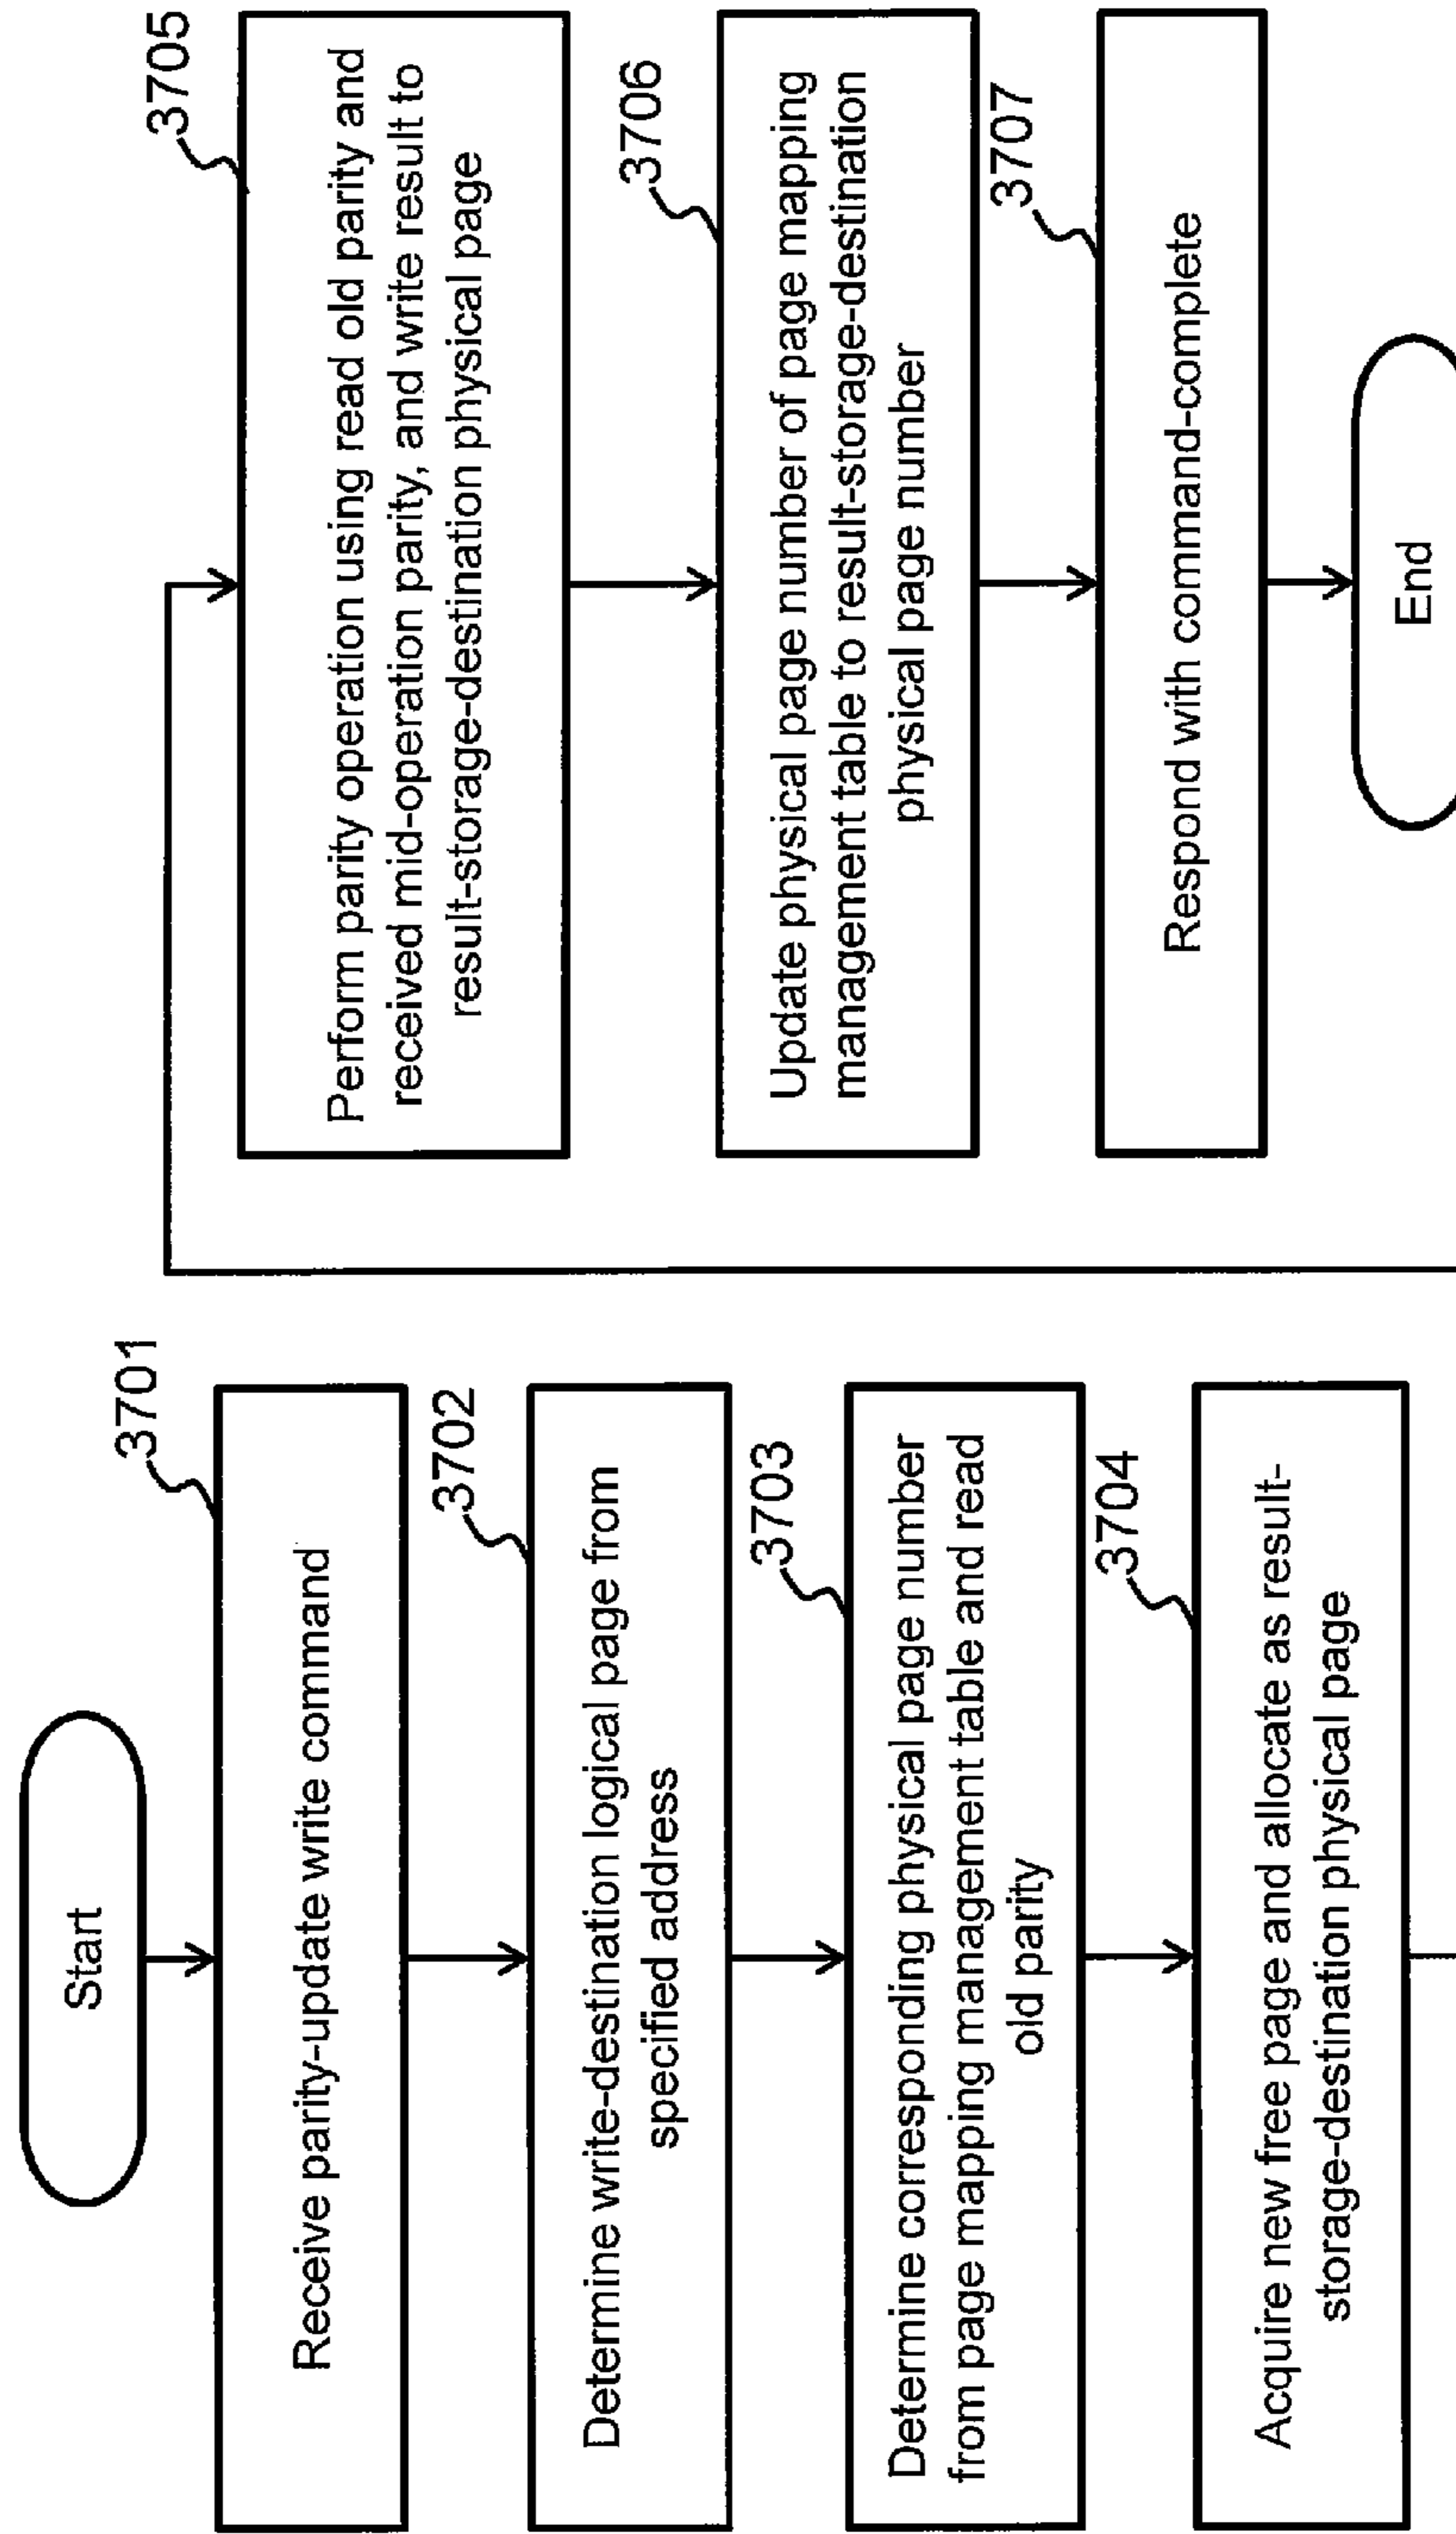 Start
3701
Receive parity-update write command
3702
Determine write-destination logical page from
specified address
3703
Determine corresponding physical page number
from page mapping management table and read
old parity
3704
Acquire new free page and allocate as result-
storage-destination physical page
3705
Perform parity operation using read old parity and
received mid-operation parity, and write result to
result-storage-destination physical page
3706
Update physical page number of page mapping
management table to result-storage-destination
physical page number
3707
Respond with command-complete
End